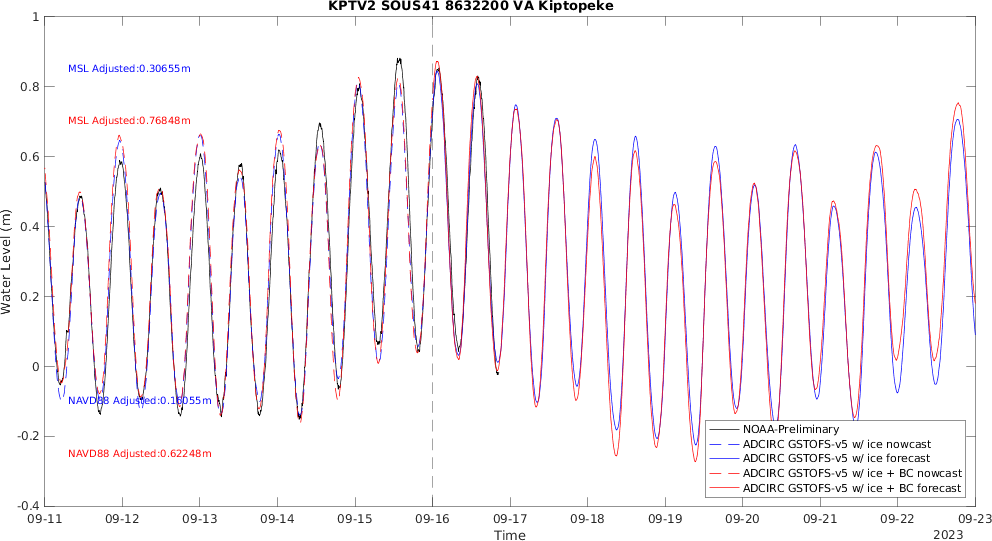 KPTV2 SOUS41 8632200 VA Kiptopeke
1
0.8
0.6
0.4
0.2
0
-0.2
-0.4
Water Level (m)
MSL Adjusted:0.30655m
MSL Adjusted:0.76848m
NAVD88 Adjusted:0.16055m
NAVD88 Adjusted:0.62248m
NOAA-Preliminary
ADCIRC GSTOFS-v5 w/ ice nowcast
ADCIRC GSTOFS-v5 w/ ice forecast
ADCIRC GSTOFS-v5 w/ ice + BC nowcast
ADCIRC GSTOFS-v5 w/ ice + BC forecast
09-11 09-12 09-13 09-14 09-15 09-16 09-17 09-18 09-19 09-20 09-21 09-22 09-23
Time
2023